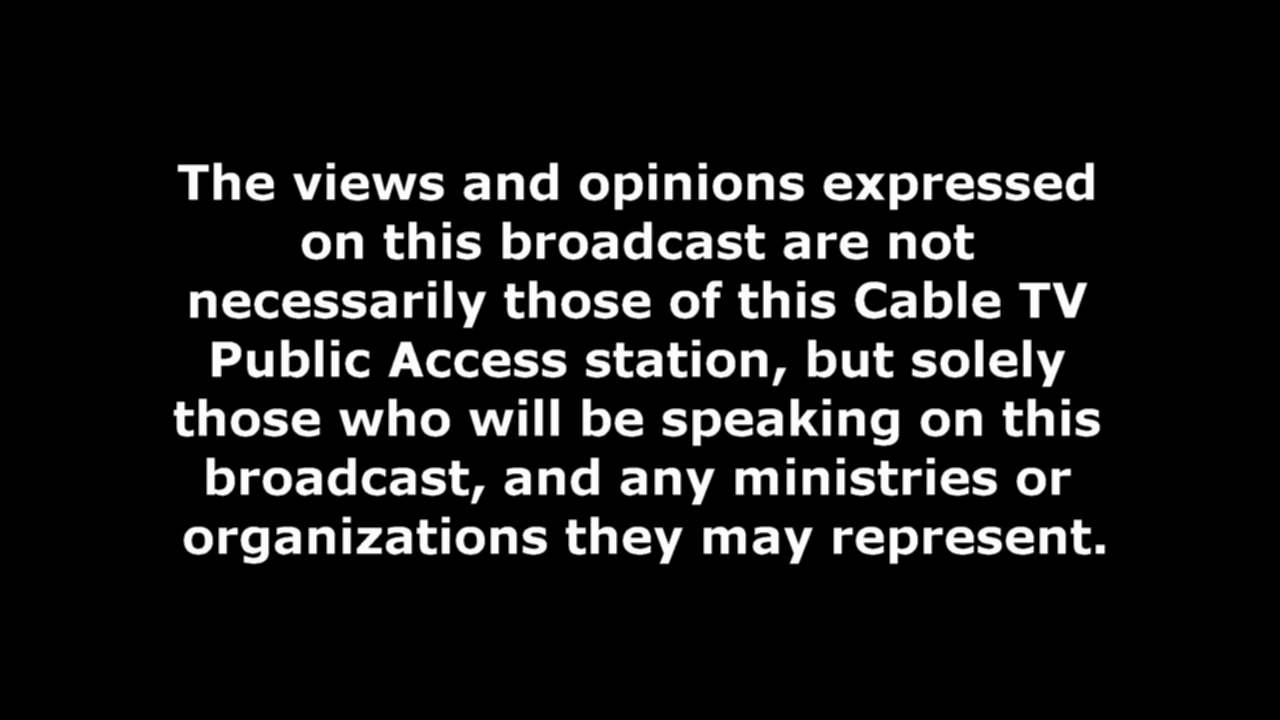 The views and opinions expressed
on this broadcast are not
necessarily those of this Cable TV
Public Access station, but solely
those who will be speaking on this
broadcast, and any ministries or
organizations they may represent.